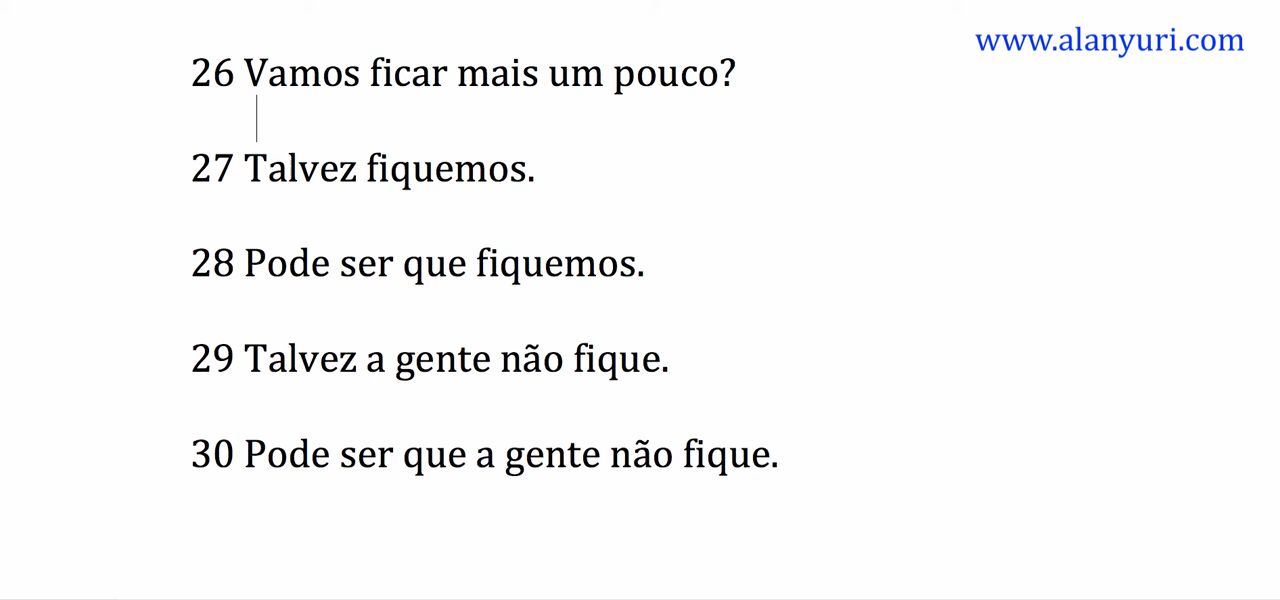 www.alanyuri.com
26 Vamos ficar mais um pouco?
27 Talvez fiquemos.
28 Pode ser que fiquemos.
29 Talvez a gente não fique.
30 Pode ser que a gente não fique.